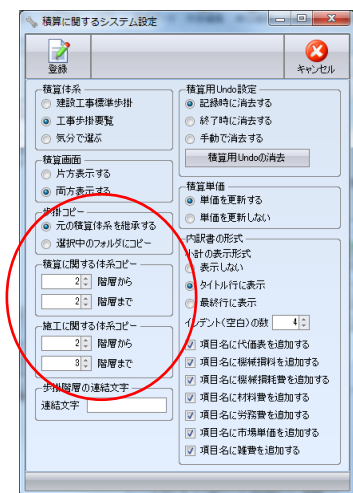 積算に関するシステム設定
登録
キャンセル
積算体系
建設工事標準歩掛
工事歩掛要覧
気分で選ぶ
積算画面
片方表示する
両方表示する
歩掛コピー
元の積算体系を継承する
選択中のフォルダにコピー
積算に関する体系コピー
2 階層から
2 階層まで
施工に関する体系コピー
2 階層から
3 階層まで
歩掛階層の連結文字
連結文字
積算用Undo設定
記録時に消去する
終了時に消去する
手動で消去する
積算用Undoの消去
積算単価
単価を更新する
単価を更新しない
内訳書の形式
小計の表示形式
表示しない
タイトル行に表示
最終行に表示
インデント(空白)の数 4
項目名に代価表を追加する
項目名に機械損料を追加する
項目名に機械損耗費を追加する
項目名に材料費を追加する
項目名に労務費を追加する
項目名に市場単価を追加する
項目名に雑費を追加する